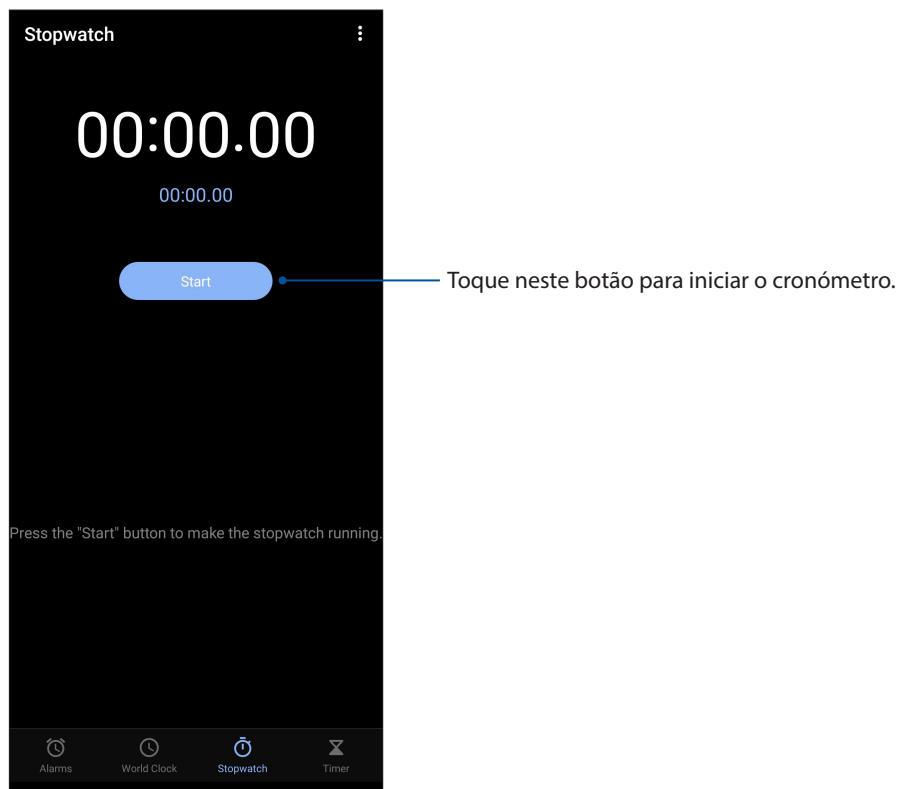 Stopwatch
00:00.00
00:00.00
Start
Toque neste botão para iniciar o cronómetro.
Press the "Start" button to make the stopwatch running.
Alarms World Clock Stopwatch Timer